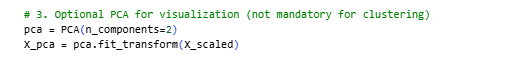 # 3. Optional PCA for visualization (not mandatory for clustering)
pca = PCA(n_components=2)
X_pca = pca.fit_transform(X_scaled)